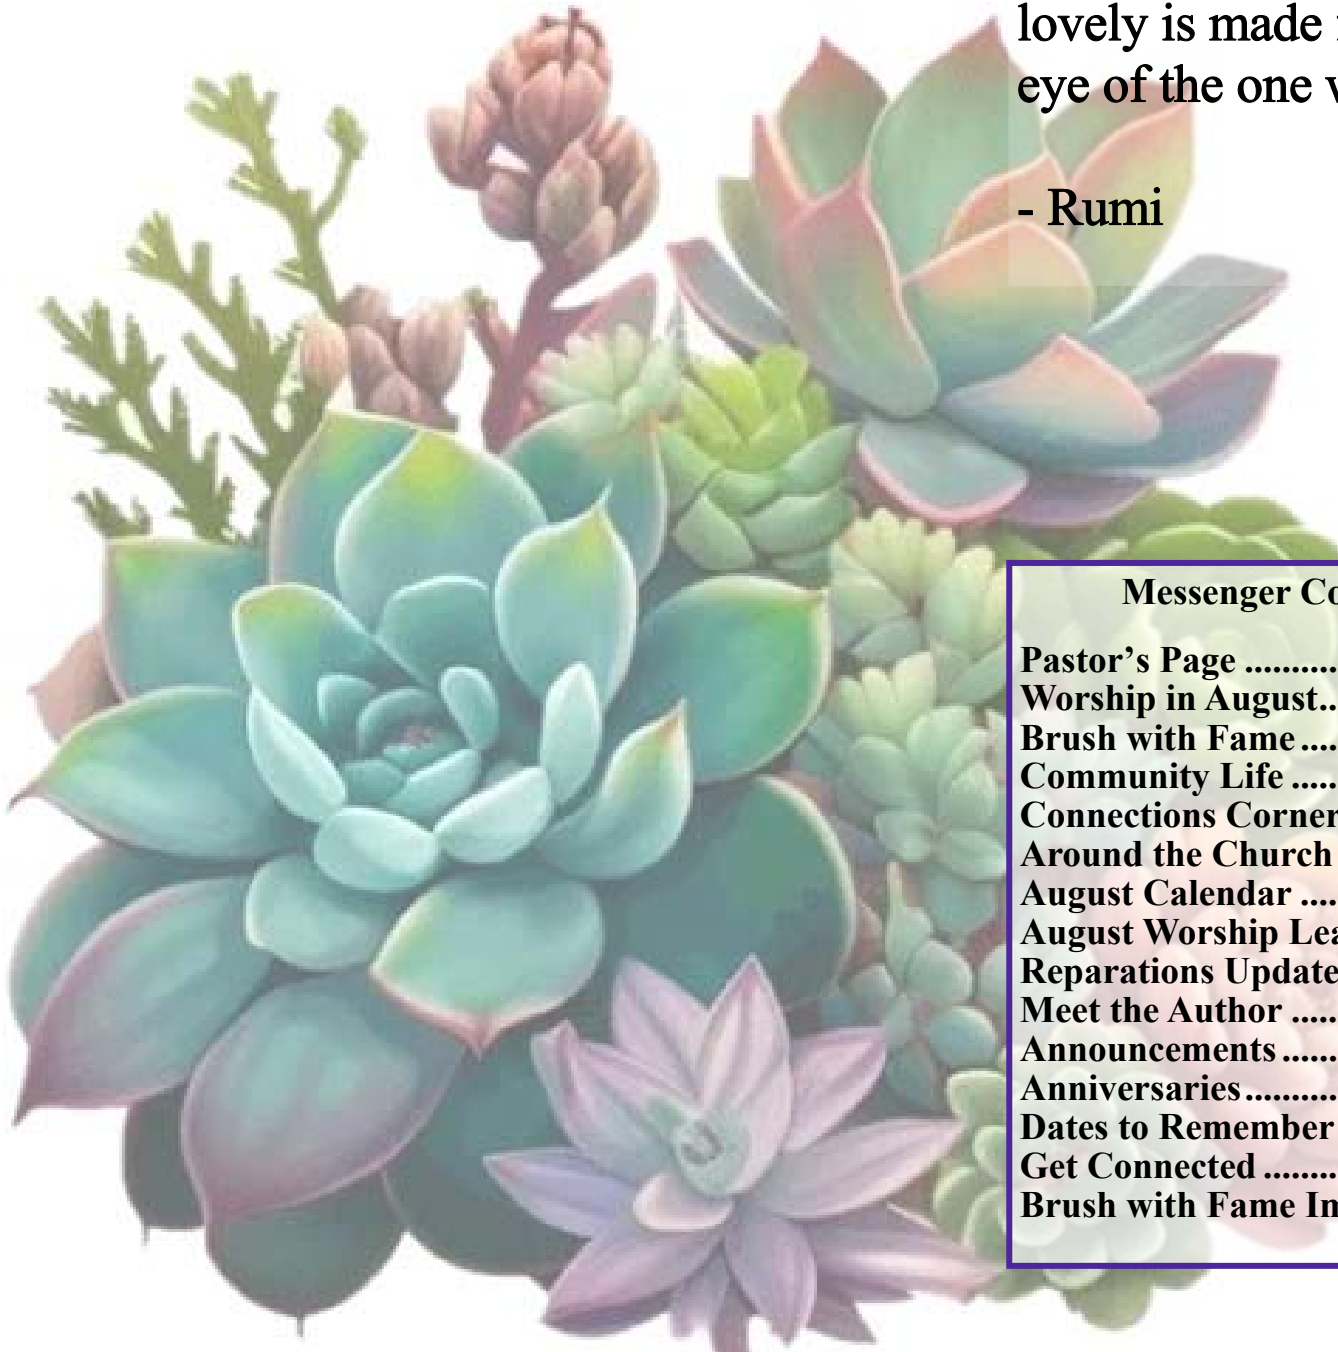 lovely is made
eye of the one
- Rumi
Messenger
Pastor's Page ..........
Worship in August..
Brush with Fame ....
Community Life .....
Connections Corner
Around the Church
August Calendar ....
August Worship
Reparations Update
Meet the Author .....
Announcements ......
Anniversaries ..........
Dates to Remember
Get Connected ........
Brush with Fame